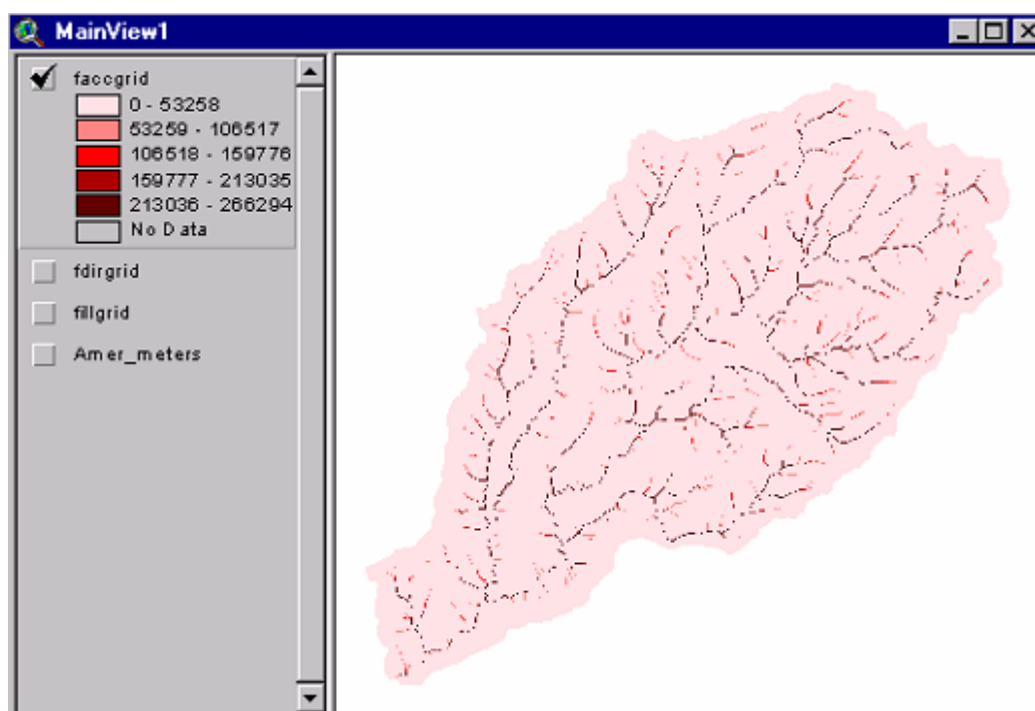 MainView1
faccgrid
0 - 53258
53259 - 106517
106518 - 159776
159777 - 213035
213036 - 266294
No Data
fdirgrid
fillgrid
Amer_meters